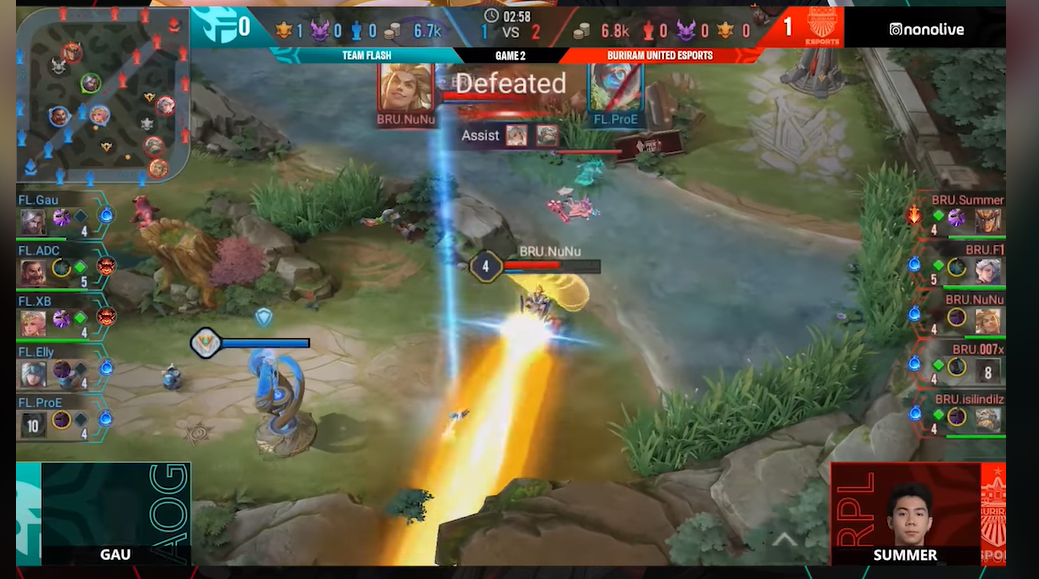 0
1
0
0
6.7k
02:58
1 VS 2
6.8k
0
0
0
1
BURIRAM
ESPORTS
nonolive
TEAM FLASH
GAME 2
BURIRAM UNITED ESPORTS
Defeated
BRU.NuNu
FL.ProE
Assist
FL.Gau
4
FL.ADC
5
FL.XB
4
FL.Elly
4
FL.ProE
10
4
BRU.NuNu
4
BRU.Summer
4
BRU.F1
5
BRU.NuNu
4
BRU.007x
4
8
BRU.isilindilz
4
AOG
GAU
RPL
SUMMER